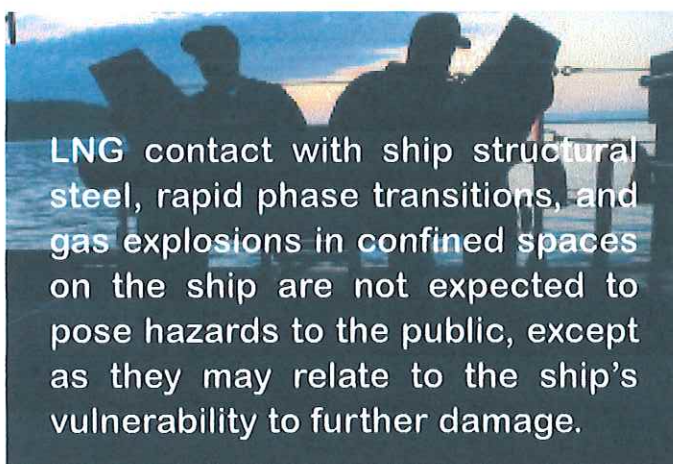 LNG contact with ship structural
steel, rapid phase transitions, and
gas explosions in confined spaces
on the ship are not expected to
pose hazards to the public, except
as they may relate to the ship's
vulnerability to further damage.